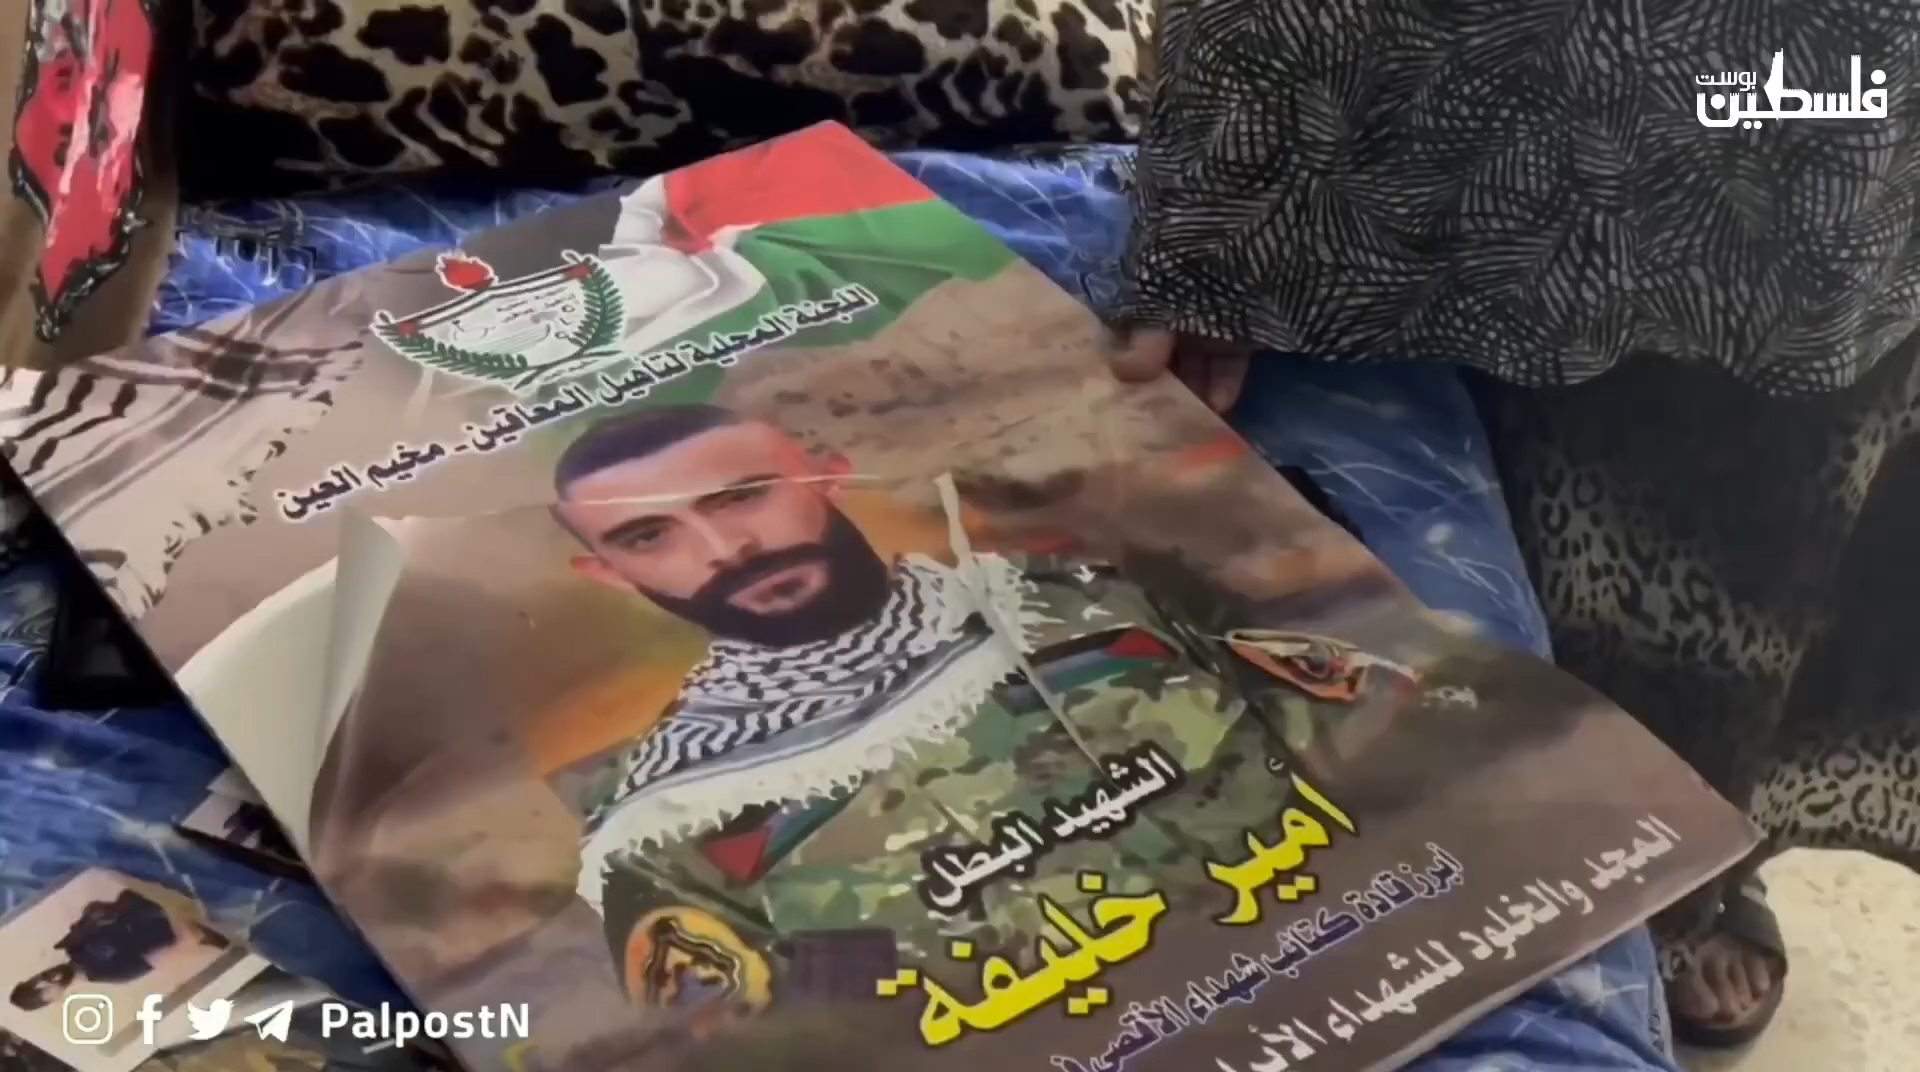 فلسطين
بوست
اللجنة المحلية لتأهيل المعاقين - مخيم العين
الشهيد البطل
أمير خليفة
أبرز قادة كتائب شهداء الأقصى
المجد والخلود للشهداء
PalpostN